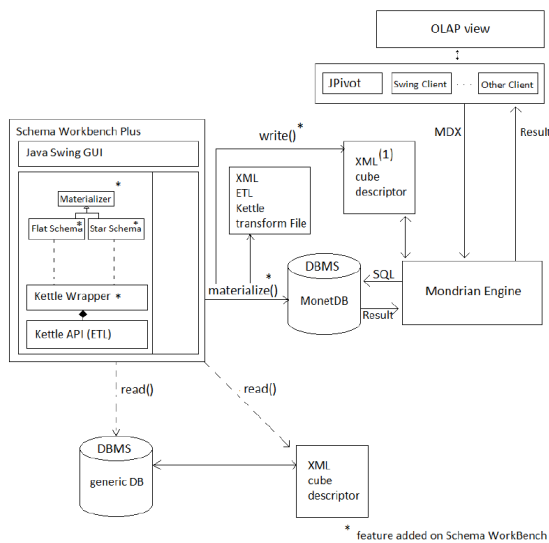 OLAP view
JPivot
Swing Client
. . .
Other Client
Schema Workbench Plus
Java Swing GUI
write()*
MDX
Result
XML(1)
cube
descriptor
XML
ETL
Kettle
transform File
*
Materializer
Flat Schema*
Star Schema*
Kettle Wrapper *
Kettle API (ETL)
materialize()*
DBMS
MonetDB
SQL
Result
Mondrian Engine
read()
read()
DBMS
generic DB
XML
cube
descriptor
* feature added on Schema WorkBench